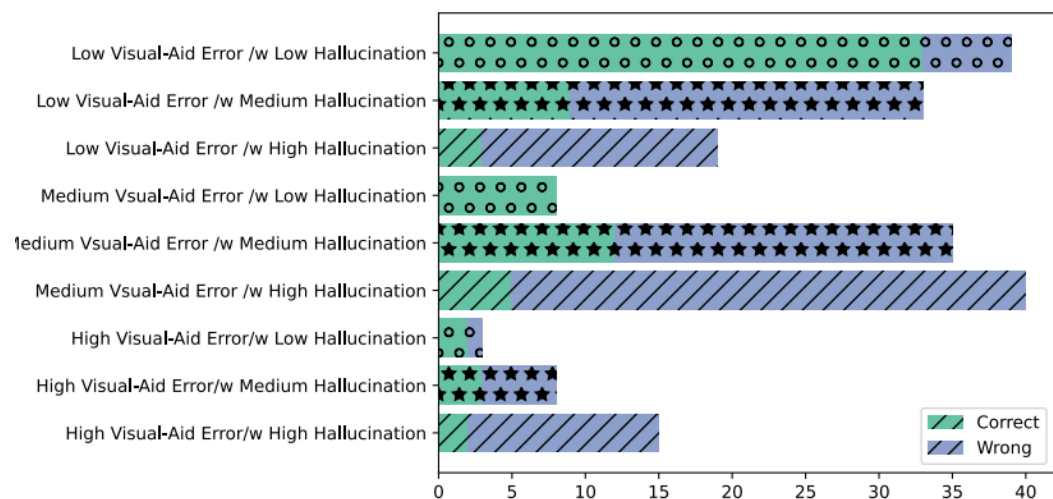 Low Visual-Aid Error /w Low Hallucination
Low Visual-Aid Error /w Medium Hallucination
Low Visual-Aid Error /w High Hallucination
Medium Vsual-Aid Error /w Low Hallucination
Medium Vsual-Aid Error /w Medium Hallucination
Medium Vsual-Aid Error /w High Hallucination
High Visual-Aid Error/w Low Hallucination
High Visual-Aid Error/w Medium Hallucination
High Visual-Aid Error/w High Hallucination
Correct
Wrong
0 5 10 15 20 25 30 35 40